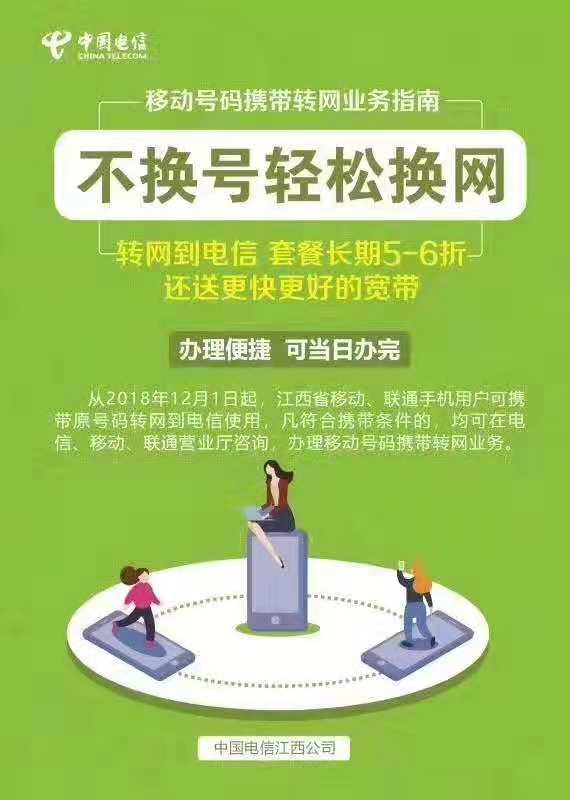 中国电信
CHINA TELECOM
移动号码携带转网业务指南
不换号轻松换网
转网到电信 套餐长期5-6折
还送更快更好的宽带
办理便捷 可当日办完
从2018年12月1日起，江西省移动、联通手机用户可携
带原号码转网到电信使用，凡符合携带条件的，均可在电
信、移动、联通营业厅咨询，办理移动号码携带转网业务。
中国电信江西公司